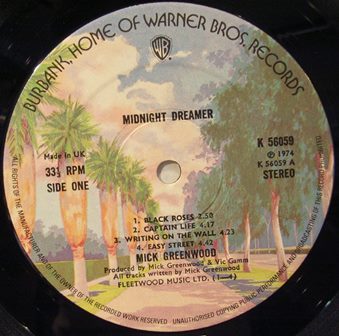 BURBANK, HOME OF WARNER BROS. RECORDS
WB
MIDNIGHT DREAMER
Made in UK
33⅓ RPM
SIDE ONE
K 56059
℗ 1974
K 56059 A
STEREO
1. BLACK ROSES 2.50
2. CAPTAIN LIFE 4.17
3. WRITING ON THE WALL 4.23
4. EASY STREET 4.42
MICK GREENWOOD
Produced by Mick Greenwood & Vic Gamm
All tracks written by Mick Greenwood
FLEETWOOD MUSIC LTD. (1—4)
ALL RIGHTS OF THE MANUFACTURER AND OF THE OWNER OF THE RECORDED WORK RESERVED. UNAUTHORISED COPYING PUBLIC PERFORMANCE AND BROADCASTING OF THIS RECORD PROHIBITED